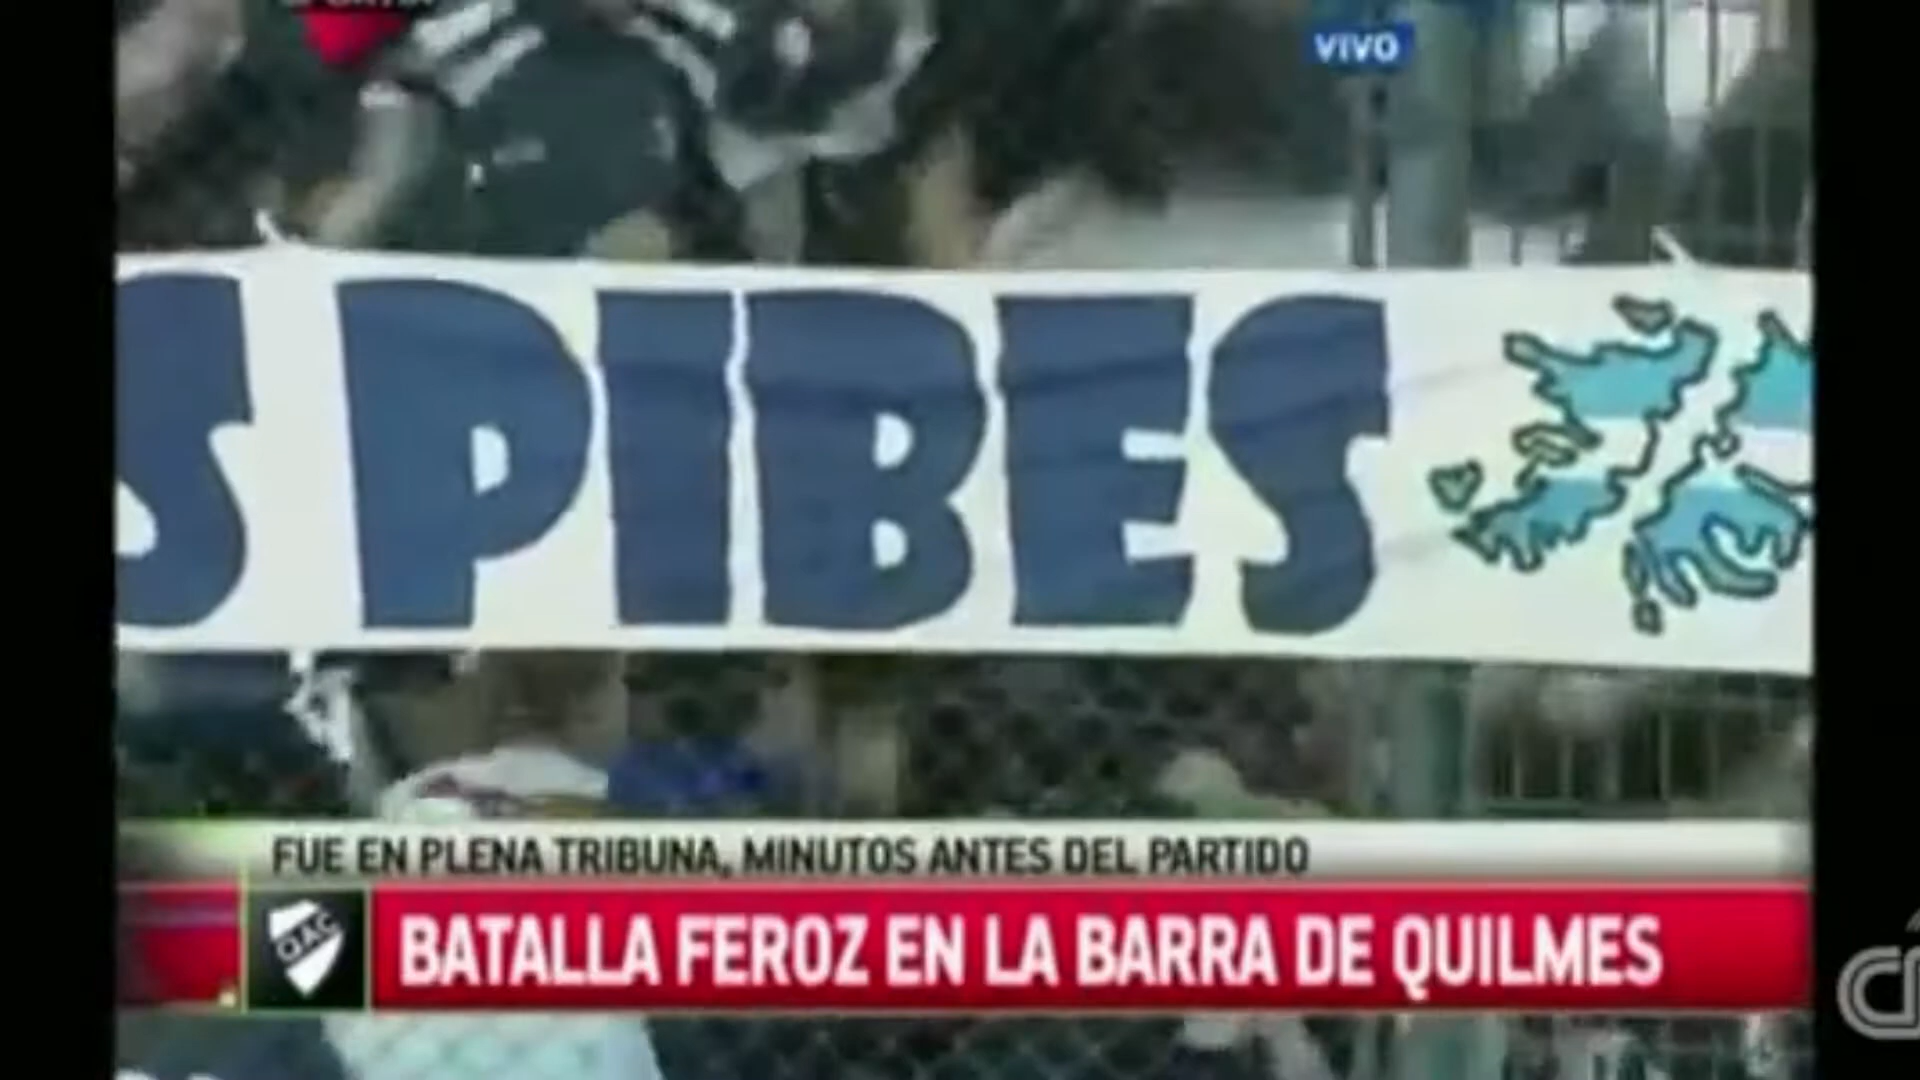 VIVO
S PIBES
FUE EN PLENA TRIBUNA, MINUTOS ANTES DEL PARTIDO
QAC
BATALLA FEROZ EN LA BARRA DE QUILMES